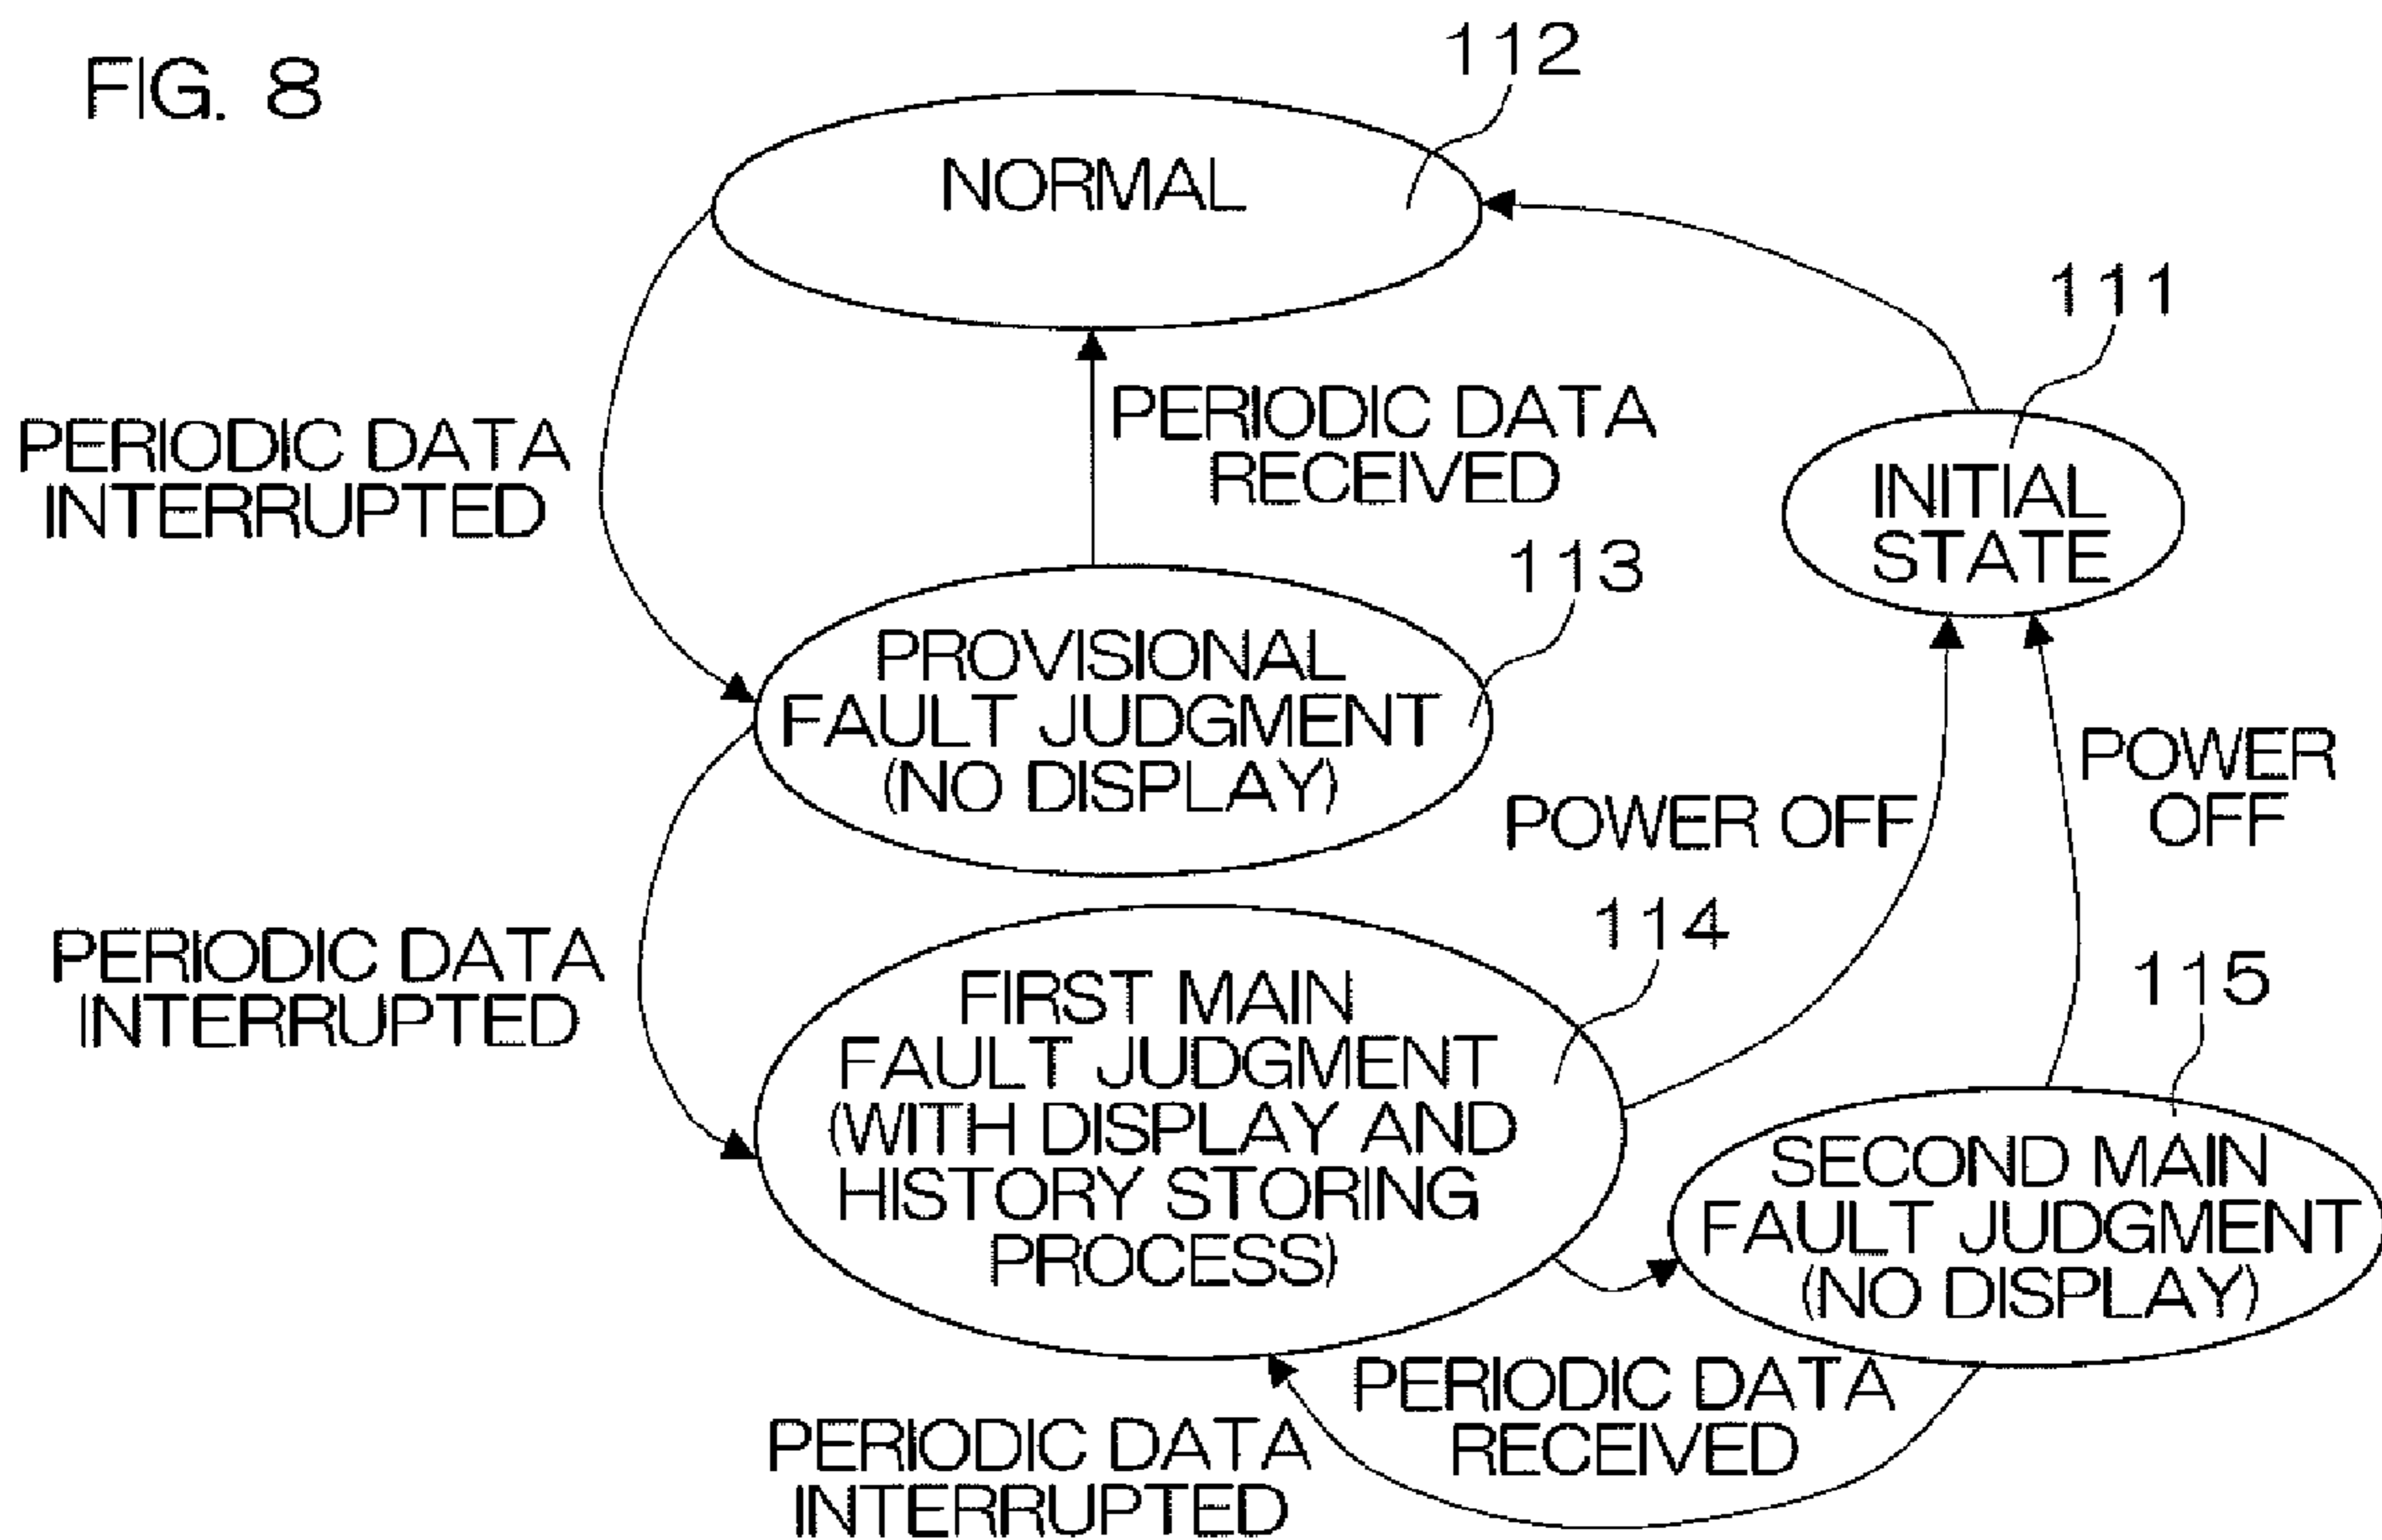 FIG. 8
112
NORMAL
111
PERIODIC DATA
INTERRUPTED
PERIODIC DATA
RECEIVED
INITIAL
STATE
113
PROVISIONAL
FAULT JUDGMENT
(NO DISPLAY)
POWER OFF
POWER
OFF
PERIODIC DATA
INTERRUPTED
114
FIRST MAIN
FAULT JUDGMENT
(WITH DISPLAY AND
HISTORY STORING
PROCESS)
115
SECOND MAIN
FAULT JUDGMENT
(NO DISPLAY)
PERIODIC DATA
RECEIVED
PERIODIC DATA
INTERRUPTED